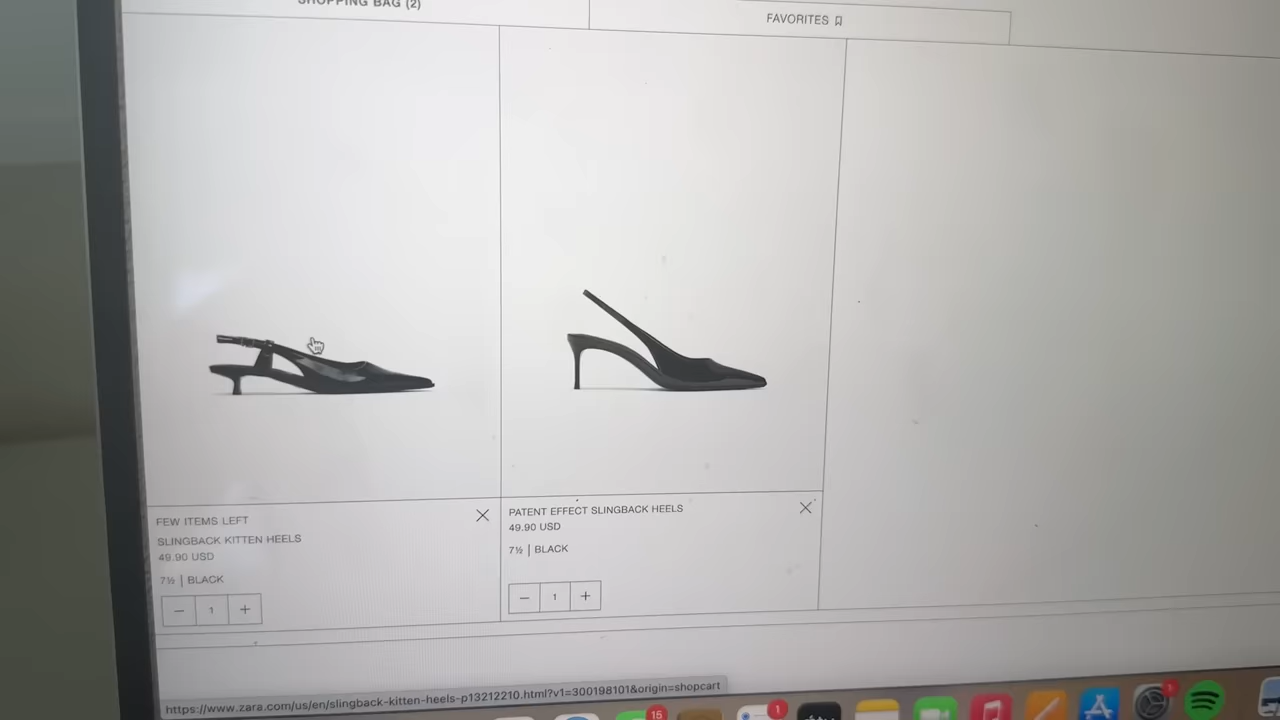 SHOPPING BAG (2)
FAVORITES
FEW ITEMS LEFT
SLINGBACK KITTEN HEELS
49.90 USD
7½ | BLACK
− 1 +
PATENT EFFECT SLINGBACK HEELS
49.90 USD
7½ | BLACK
− 1 +
https://www.zara.com/us/en/slingback-kitten-heels-p13212210.html?v1=300198101&origin=shopcart
15
1
1